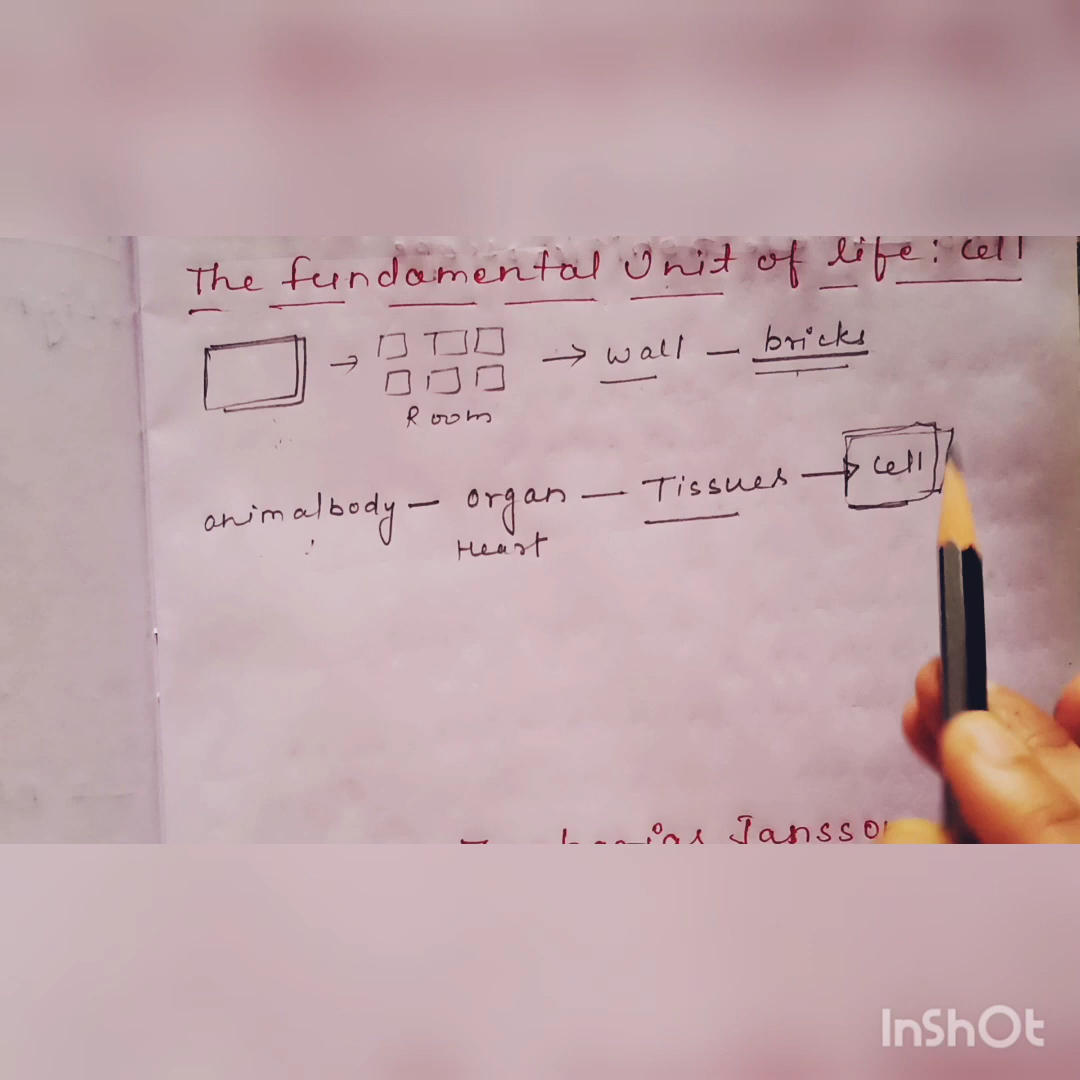 The fundamental Unit of life: Cell
→ → wall — bricks
Room
animalbody — organ — Tissues → cell
Heart
Jansso
InShOt